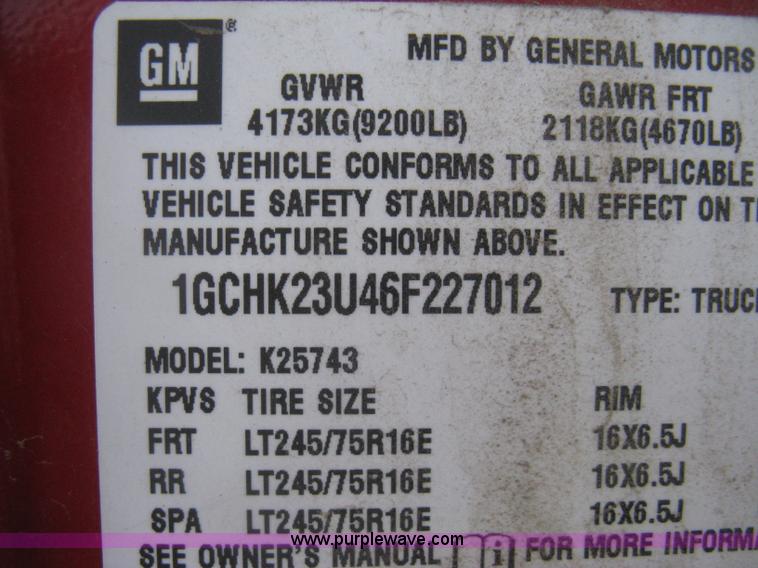 GM®
MFD BY GENERAL MOTORS
GVWR GAWR FRT
4173KG(9200LB) 2118KG(4670LB)
THIS VEHICLE CONFORMS TO ALL APPLICABLE
VEHICLE SAFETY STANDARDS IN EFFECT ON
MANUFACTURE SHOWN ABOVE.
1GCHK23U46F227012 TYPE: TRUC
MODEL: K25743
KPVS TIRE SIZE RIM
FRT LT245/75R16E 16X6.5J
RR LT245/75R16E 16X6.5J
SPA LT245/75R16E 16X6.5J
www.purplewave.com
SEE OWNER'S MANUAL i FOR MORE INFORMA